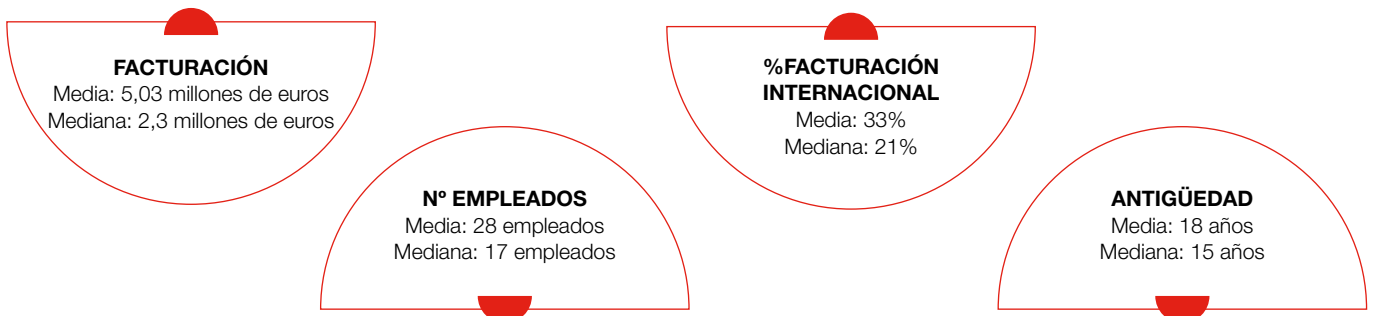 FACTURACIÓN
Media: 5,03 millones de euros
Mediana: 2,3 millones de euros
Nº EMPLEADOS
Media: 28 empleados
Mediana: 17 empleados
%FACTURACIÓN
INTERNACIONAL
Media: 33%
Mediana: 21%
ANTIGÜEDAD
Media: 18 años
Mediana: 15 años